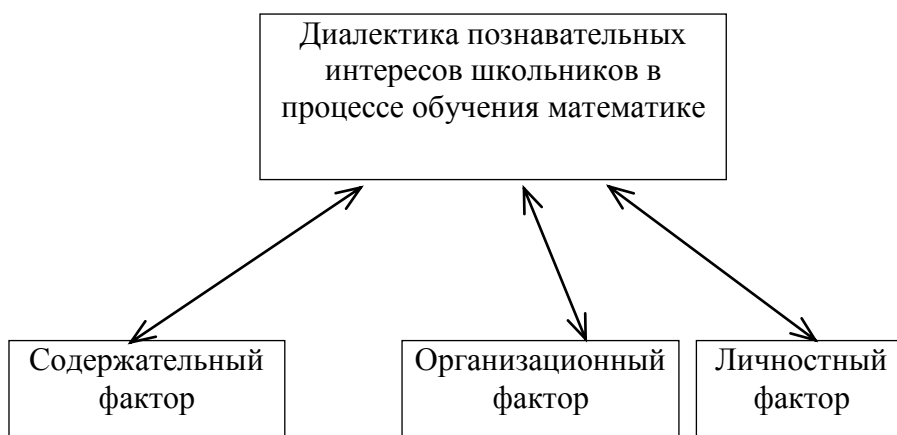 Диалектика познавательных
интересов школьников в
процессе обучения математике
Содержательный
фактор
Организационный
фактор
Личностный
фактор